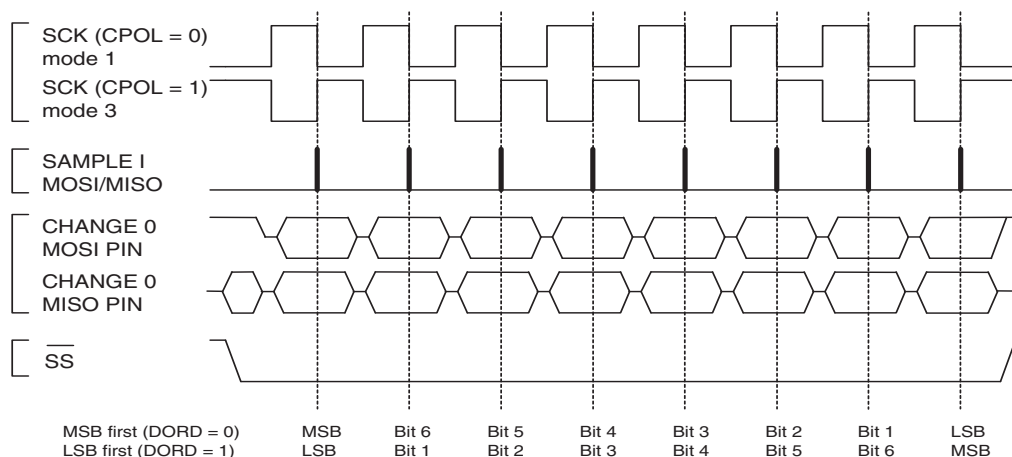 SCK (CPOL = 0)
mode 1
SCK (CPOL = 1)
mode 3
SAMPLE I
MOSI/MISO
CHANGE 0
MOSI PIN
CHANGE 0
MISO PIN
SS
MSB first (DORD = 0) MSB Bit 6 Bit 5 Bit 4 Bit 3 Bit 2 Bit 1 LSB
LSB first (DORD = 1) LSB Bit 1 Bit 2 Bit 3 Bit 4 Bit 5 Bit 6 MSB